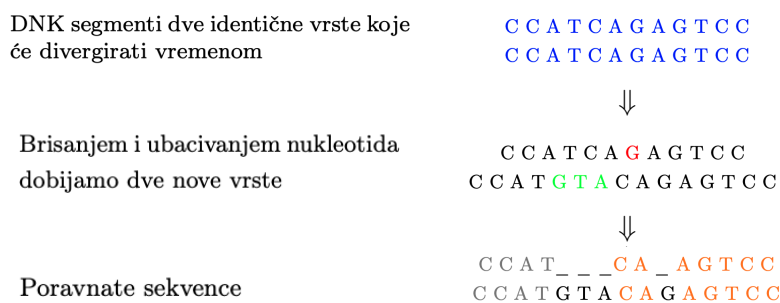 DNK segmenti dve identične vrste koje
će divergirati vremenom
C C A T C A G A G T C C
C C A T C A G A G T C C
⇓
Brisanjem i ubacivanjem nukleotida
dobijamo dve nove vrste
C C A T C A G A G T C C
C C A T G T A C A G A G T C C
⇓
Poravnate sekvence
C C A T _ _ _ C A _ A G T C C
C C A T G T A C A G A G T C C